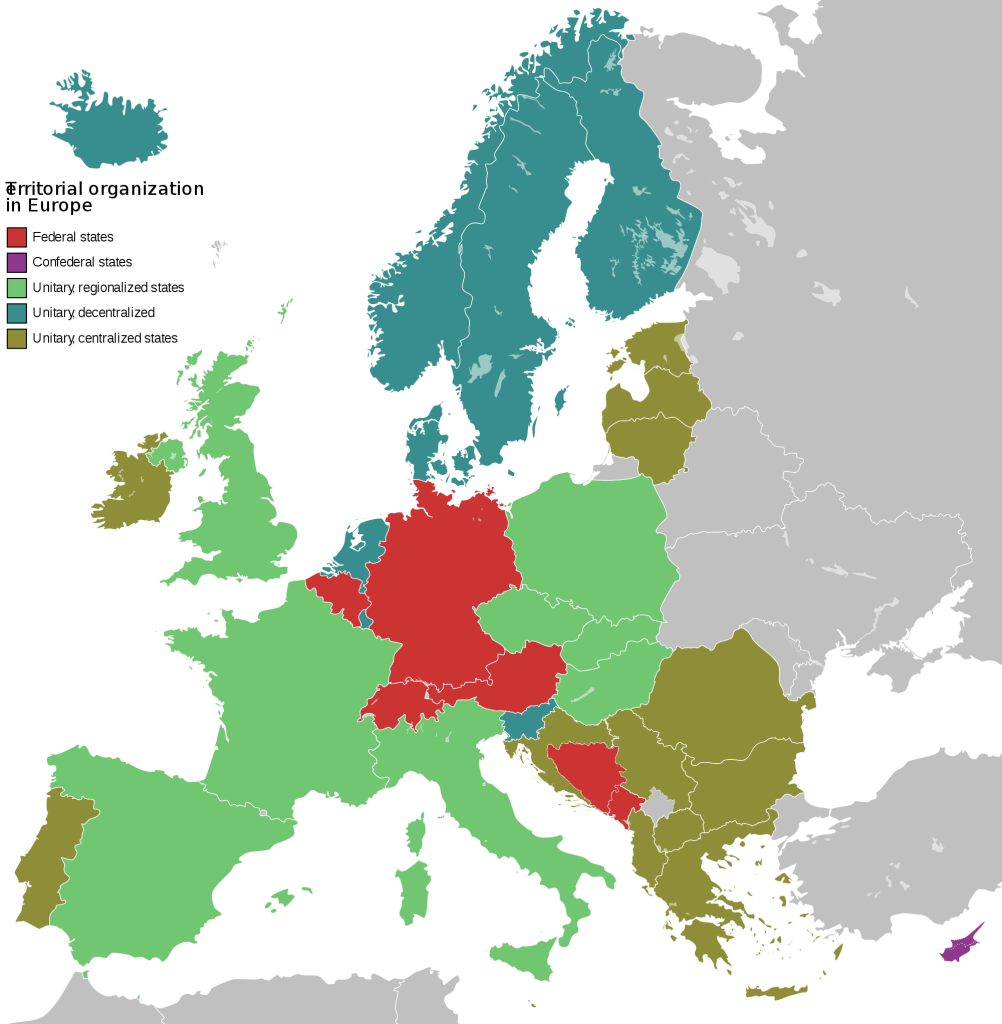 Territorial organization
in Europe
Federal states
Confederal states
Unitary, regionalized states
Unitary, decentralized
Unitary, centralized states